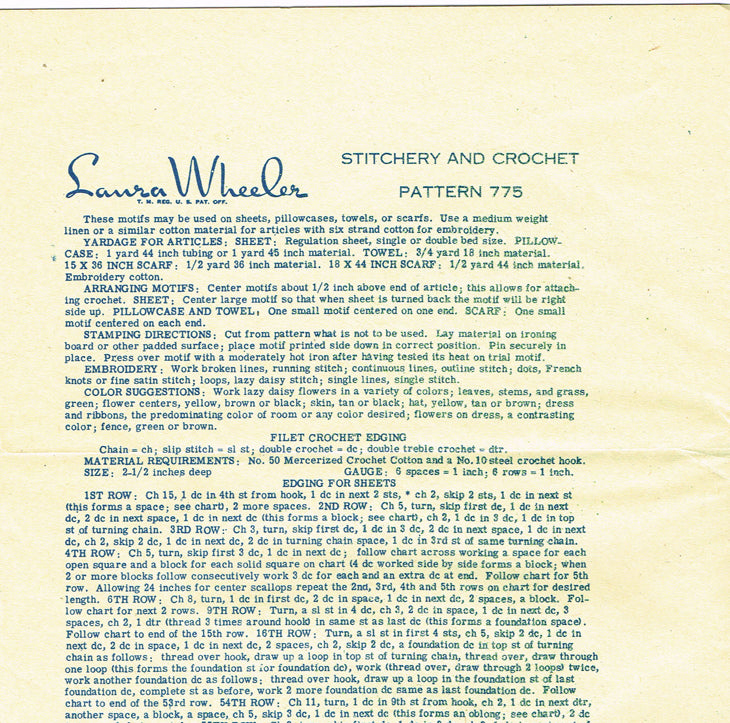 Laura Wheeler
T. M. REG. U. S. PAT. OFF.
STITCHERY AND CROCHET
PATTERN 775
These motifs may be used on sheets, pillowcases, towels, or scarfs. Use a medium weight
linen or a similar cotton material for articles with six strand cotton for embroidery.
YARDAGE FOR ARTICLES: SHEET: Regulation sheet, single or double bed size. PILLOW-
CASE: 1 yard 44 inch tubing or 1 yard 45 inch material. TOWEL: 3/4 yard 18 inch material.
15 X 36 INCH SCARF: 1/2 yard 36 inch material. 18 X 44 INCH SCARF: 1/2 yard 44 inch material.
Embroidery cotton.
ARRANGING MOTIFS: Center motifs about 1/2 inch above end of article; this allows for attach-
ing crochet. SHEET: Center large motif so that when sheet is turned back the motif will be right
side up. PILLOWCASE AND TOWEL: One small motif centered on one end. SCARF: One small
motif centered on each end.
STAMPING DIRECTIONS: Cut from pattern what is not to be used. Lay material on ironing
board or other padded surface; place motif printed side down in correct position. Pin securely in
place. Press over motif with a moderately hot iron after having tested its heat on trial motif.
EMBROIDERY: Work broken lines, running stitch; continuous lines, outline stitch; dots, French
knots or fine satin stitch; loops, lazy daisy stitch; single lines, single stitch.
COLOR SUGGESTIONS: Work lazy daisy flowers in a variety of colors; leaves, stems, and grass,
green; flower centers, yellow, brown or black; skin, tan or black; hat, yellow, tan or brown; dress
and ribbons, the predominating color of room or any color desired; flowers on dress, a contrasting
color; fence, green or brown.
FILET CROCHET EDGING
Chain = ch; slip stitch = sl st; double crochet = dc; double treble crochet = dtr.
MATERIAL REQUIREMENTS: No. 50 Mercerized Crochet Cotton and a No. 10 steel crochet hook.
SIZE: 2-1/2 inches deep GAUGE: 6 spaces = 1 inch; 6 rows = 1 inch.
EDGING FOR SHEETS
1ST ROW: Ch 15, 1 dc in 4th st from hook, 1 dc in next 2 sts, * ch 2, skip 2 sts, 1 dc in next st
(this forms a space; see chart), 2 more spaces. 2ND ROW: Ch 5, turn, skip first dc, 1 dc in next
dc, 2 dc in next space, 1 dc in next dc (this forms a block; see chart), ch 2, 1 dc in 3 dc, 1 dc in top
st of turning chain. 3RD ROW: Ch 3, turn, skip first dc, 1 dc in 3 dc, 2 dc in next space, 1 dc in next
dc, ch 2, skip 2 dc, 1 dc in next dc, 2 dc in turning chain space, 1 dc in 3rd st of same turning chain.
4TH ROW: Ch 5, turn, skip first 3 dc, 1 dc in next dc; follow chart across working a space for each
open square and a block for each solid square on chart (4 dc worked side by side forms a block; when
2 or more blocks follow consecutively work 3 dc for each and an extra dc at end. Follow chart for 5th
row. Allowing 24 inches for center scallops repeat the 2nd, 3rd, 4th and 5th rows on chart for desired
length. 6TH ROW: Ch 8, turn, 1 dc in first dc, 2 dc in space, 1 dc in next dc, 2 spaces, a block. Fol-
low chart for next 2 rows. 9TH ROW: Turn, a sl st in 4 dc, ch 3, 2 dc in space, 1 dc in next dc, 3
spaces, ch 2, 1 dtr (thread 3 times around hook) in same st as last dc (this forms a foundation space).
Follow chart to end of the 15th row. 16TH ROW: Turn, a sl st in first 4 sts, ch 5, skip 2 dc, 1 dc in
next dc, 2 dc in space, 1 dc in next dc, 2 spaces, ch 2, skip 2 dc, a foundation dc in top st of turning
chain as follows: thread over hook, draw up a loop in top st of turning chain, thread over, draw through
one loop (this forms the foundation st for foundation dc), work (thread over, draw through 2 loops) twice,
work another foundation dc as follows: thread over hook, draw up a loop in the foundation st of last
foundation dc, complete st as before, work 2 more foundation dc same as last foundation dc. Follow
chart to end of the 53rd row. 54TH ROW: Ch 11, turn, 1 dc in 9th st from hook, ch 2, 1 dc in next dtr,
another space, a block, a space, ch 5, skip 3 dc, 1 dc in next dc (this forms an oblong; see chart), 2 dc